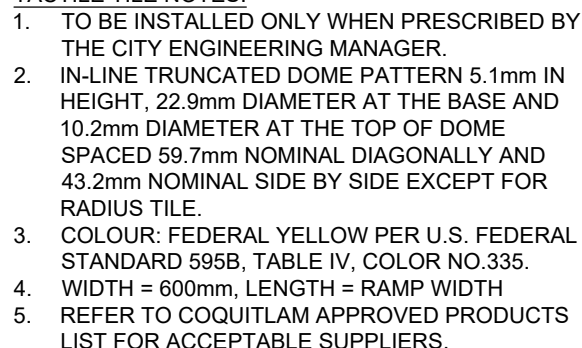 TACTILE TILE NOTES:
1. TO BE INSTALLED ONLY WHEN PRESCRIBED BY
THE CITY ENGINEERING MANAGER.
2. IN-LINE TRUNCATED DOME PATTERN 5.1mm IN
HEIGHT, 22.9mm DIAMETER AT THE BASE AND
10.2mm DIAMETER AT THE TOP OF DOME
SPACED 59.7mm NOMINAL DIAGONALLY AND
43.2mm NOMINAL SIDE BY SIDE EXCEPT FOR
RADIUS TILE.
3. COLOUR: FEDERAL YELLOW PER U.S. FEDERAL
STANDARD 595B, TABLE IV, COLOR NO.335.
4. WIDTH = 600mm, LENGTH = RAMP WIDTH
5. REFER TO COQUITLAM APPROVED PRODUCTS
LIST FOR ACCEPTABLE SUPPLIERS.